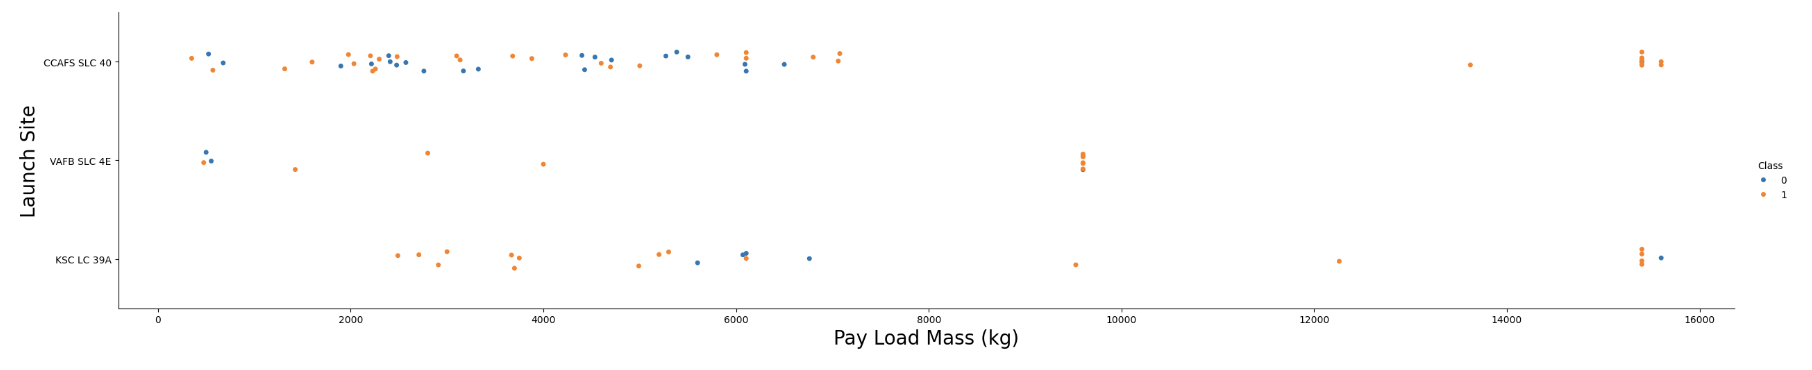 CCAFS SLC 40
VAFB SLC 4E
KSC LC 39A
Launch Site
0
2000
4000
6000
8000
10000
12000
14000
16000
Pay Load Mass (kg)
Class
0
1